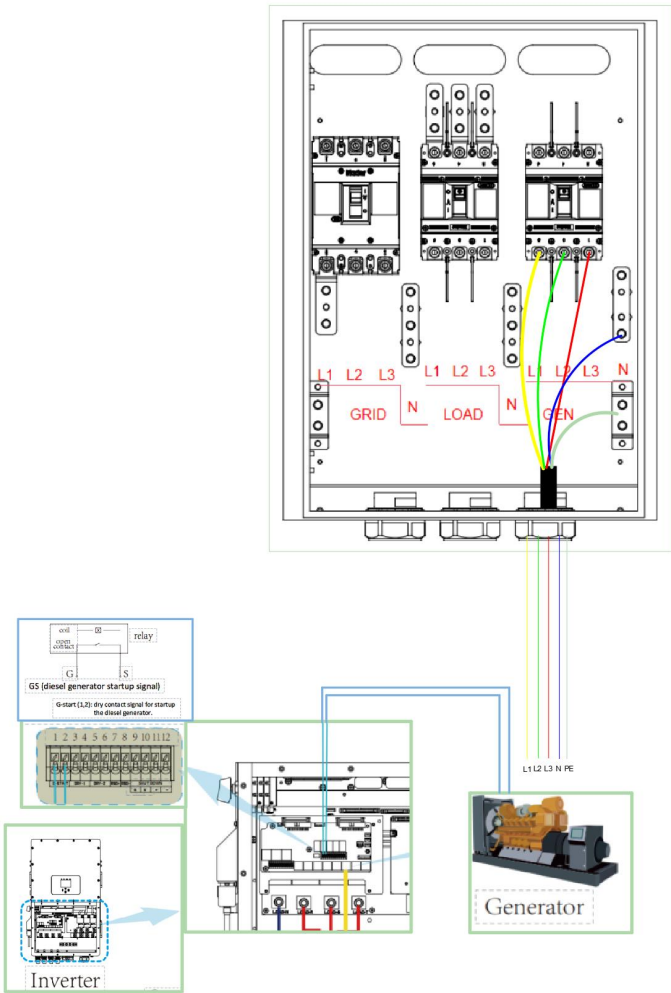 L1 L2 L3
N
GRID
L1 L2 L3
N
LOAD
L1 L2 L3 N
GEN
coil
open
contact
relay
G S
GS (diesel generator startup signal)
G-start (1,2): dry contact signal for startup
the diesel generator.
1 2 3 4 5 6 7 8 9 10 11 12
L1 L2 L3 N PE
Generator
Inverter